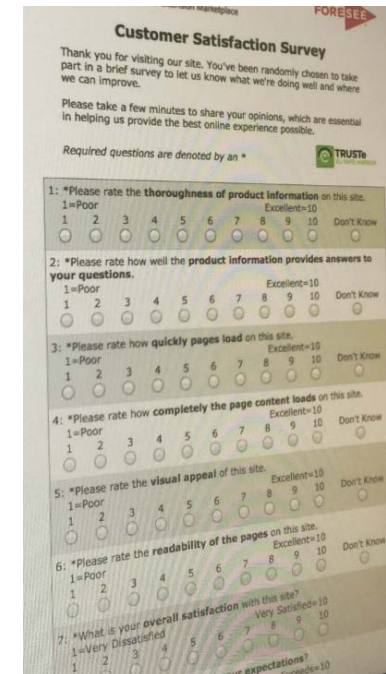 Marketplace
FORESEE
Customer Satisfaction Survey
Thank you for visiting our site. You've been randomly chosen to take
part in a brief survey to let us know what we're doing well and where
we can improve.
Please take a few minutes to share your opinions, which are essential
in helping us provide the best online experience possible.
Required questions are denoted by an *
TRUSTe
1: *Please rate the thoroughness of product information on this site.
1=Poor Excellent=10
1 2 3 4 5 6 7 8 9 10 Don't Know
2: *Please rate how well the product information provides answers to
your questions.
1=Poor Excellent=10
1 2 3 4 5 6 7 8 9 10 Don't Know
3: *Please rate how quickly pages load on this site.
1=Poor Excellent=10
1 2 3 4 5 6 7 8 9 10 Don't Know
4: *Please rate how completely the page content loads on this site.
1=Poor Excellent=10
1 2 3 4 5 6 7 8 9 10 Don't Know
5: *Please rate the visual appeal of this site.
1=Poor Excellent=10
1 2 3 4 5 6 7 8 9 10 Don't Know
6: *Please rate the readability of the pages on this site.
1=Poor Excellent=10
1 2 3 4 5 6 7 8 9 10 Don't Know
7: *What is your overall satisfaction with this site?
1=Very Dissatisfied Very Satisfied=10
1 2 3 4 5 6 7 8 9 10
expectations?